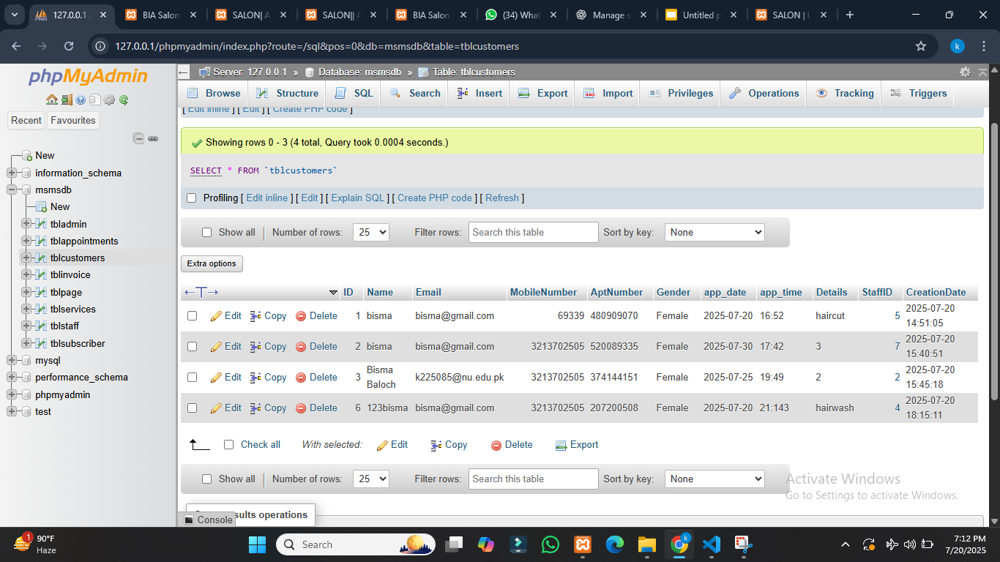 127.0.0.1 /
BIA Salon
SALON| A
SALON|| A
BIA Salon
(34) What
Manage s
Untitled p
SALON | L
127.0.0.1/phpmyadmin/index.php?route=/sql&pos=0&db=msmsdb&table=tblcustomers
k
phpMyAdmin
Recent
Favourites
New
information_schema
msmsdb
New
tbladmin
tblappointments
tblcustomers
tblinvoice
tblpage
tblservices
tblstaff
tblsubscriber
mysql
performance_schema
phpmyadmin
test
Server: 127.0.0.1 » Database: msmsdb » Table: tblcustomers
Browse Structure SQL Search Insert Export Import Privileges Operations Tracking Triggers
[ Edit inline ] [ Edit ] [ Create PHP code ]
Showing rows 0 - 3 (4 total, Query took 0.0004 seconds.)
SELECT * FROM `tblcustomers`
Profiling [ Edit inline ] [ Edit ] [ Explain SQL ] [ Create PHP code ] [ Refresh ]
Show all | Number of rows: 25 Filter rows: Search this table Sort by key: None
Extra options
ID Name Email MobileNumber AptNumber Gender app_date app_time Details StaffID CreationDate
Edit Copy Delete 1 bisma bisma@gmail.com 69339 480909070 Female 2025-07-20 16:52 haircut 5 2025-07-20
14:51:05
Edit Copy Delete 2 bisma bisma@gmail.com 3213702505 520089335 Female 2025-07-30 17:42 3 7 2025-07-20
15:40:51
Edit Copy Delete 3 Bisma Baloch k225085@nu.edu.pk 3213702505 374144151 Female 2025-07-25 19:49 2 2 2025-07-20
15:45:18
Edit Copy Delete 6 123bisma bisma@gmail.com 3213702505 207200508 Female 2025-07-20 21:143 hairwash 4 2025-07-20
18:15:11
Check all With selected: Edit Copy Delete Export
Show all | Number of rows: 25 Filter rows: Search this table Sort by key: None
Activate Windows
Go to Settings to activate Windows.
results operations
Console
1
90°F
Haze
Search
k
7:12 PM
7/20/2025